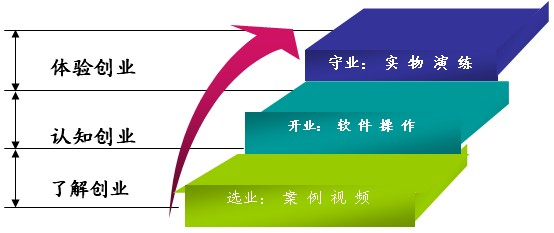 体验创业
守业：实物演练
认知创业
开业：软件操作
了解创业
选业：案例视频